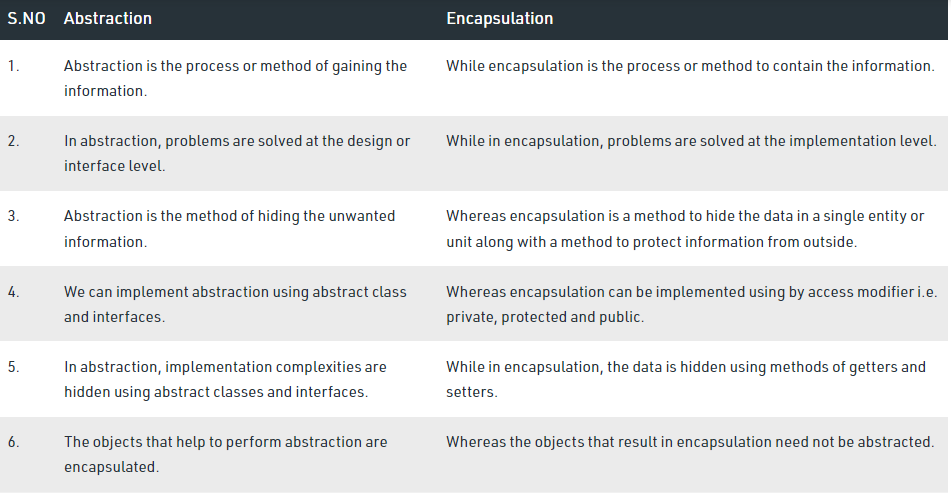 S.NO Abstraction Encapsulation
1. Abstraction is the process or method of gaining the While encapsulation is the process or method to contain the information.
information.
2. In abstraction, problems are solved at the design or While in encapsulation, problems are solved at the implementation level.
interface level.
3. Abstraction is the method of hiding the unwanted Whereas encapsulation is a method to hide the data in a single entity or
information. unit along with a method to protect information from outside.
4. We can implement abstraction using abstract class Whereas encapsulation can be implemented using by access modifier i.e.
and interfaces. private, protected and public.
5. In abstraction, implementation complexities are While in encapsulation, the data is hidden using methods of getters and
hidden using abstract classes and interfaces. setters.
6. The objects that help to perform abstraction are Whereas the objects that result in encapsulation need not be abstracted.
encapsulated.